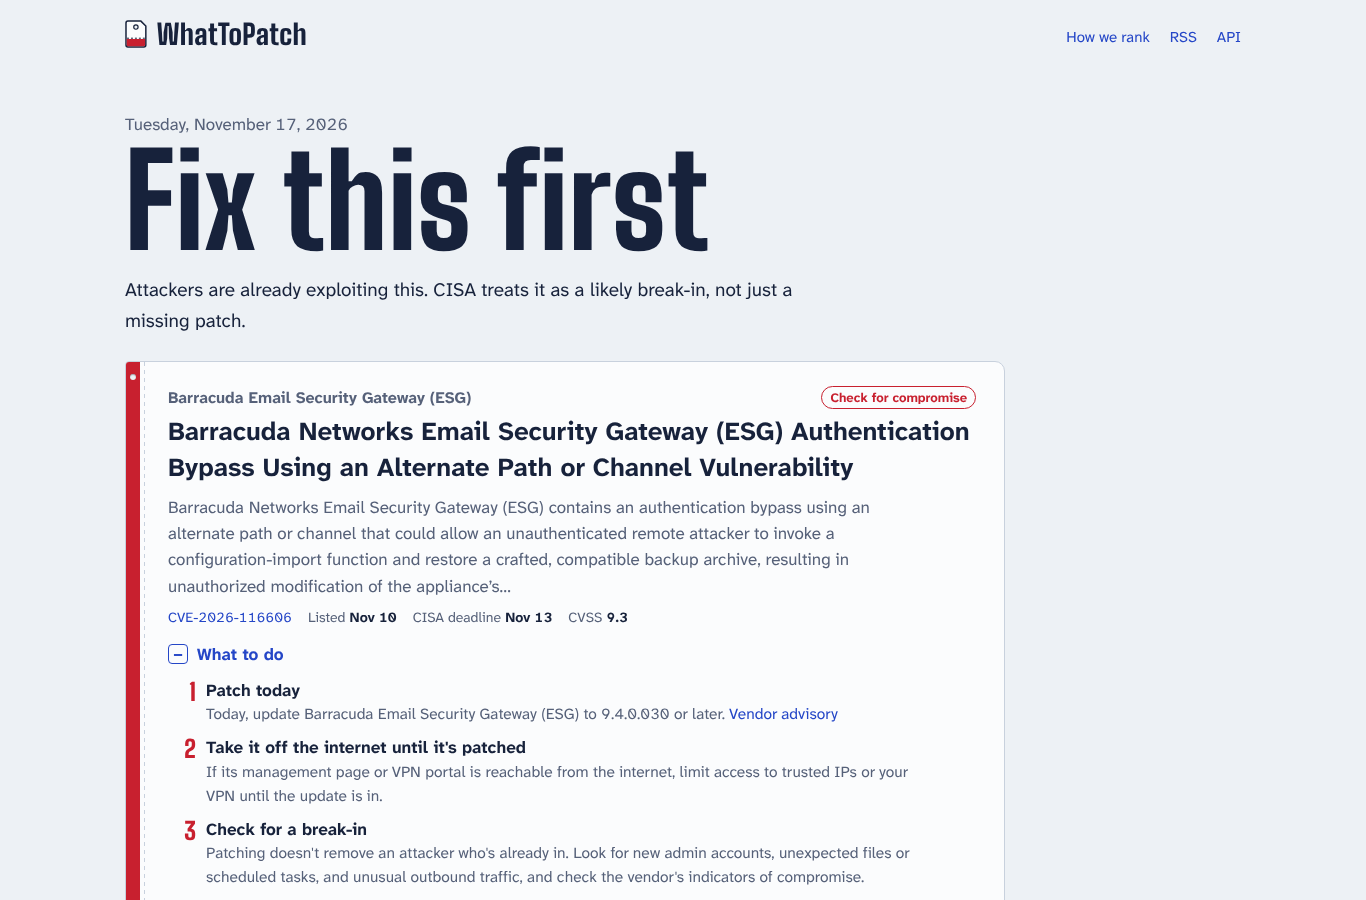 WhatToPatch
How we rank RSS API
Tuesday, November 17, 2026
Fix this first
Attackers are already exploiting this. CISA treats it as a likely break-in, not just a
missing patch.
Barracuda Email Security Gateway (ESG)
Check for compromise
Barracuda Networks Email Security Gateway (ESG) Authentication
Bypass Using an Alternate Path or Channel Vulnerability
Barracuda Networks Email Security Gateway (ESG) contains an authentication bypass using an
alternate path or channel that could allow an unauthenticated remote attacker to invoke a
configuration-import function and restore a crafted, compatible backup archive, resulting in
unauthorized modification of the appliance's...
CVE-2026-116606 Listed Nov 10 CISA deadline Nov 13 CVSS 9.3
What to do
1 Patch today
Today, update Barracuda Email Security Gateway (ESG) to 9.4.0.030 or later. Vendor advisory
2 Take it off the internet until it's patched
If its management page or VPN portal is reachable from the internet, limit access to trusted IPs or your
VPN until the update is in.
3 Check for a break-in
Patching doesn't remove an attacker who's already in. Look for new admin accounts, unexpected files or
scheduled tasks, and unusual outbound traffic, and check the vendor's indicators of compromise.